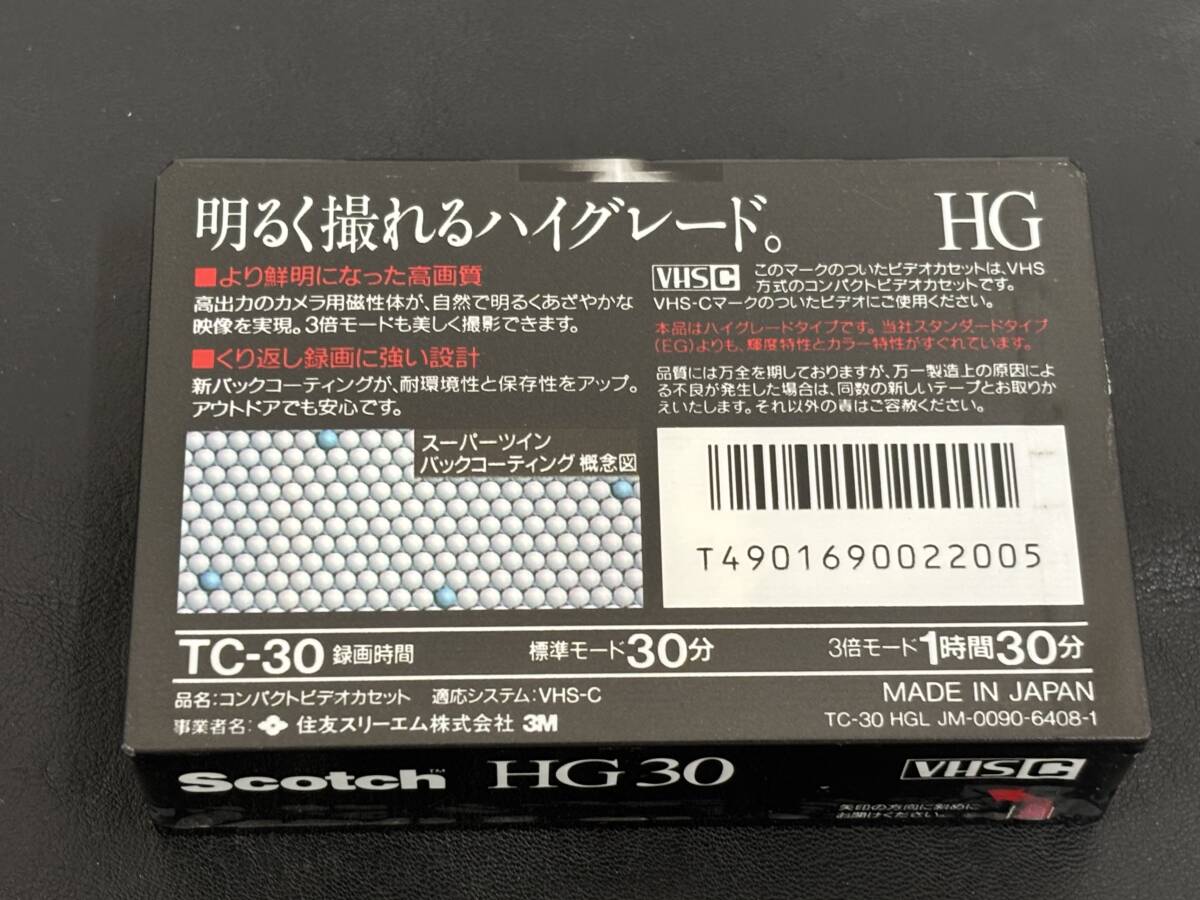 明るく撮れるハイグレード。
HG
■より鮮明になった高画質
高出力のカメラ用磁性体が、自然で明るくあざやかな
映像を実現。3倍モードも美しく撮影できます。
■くり返し録画に強い設計
新バックコーティングが、耐環境性と保存性をアップ。
アウトドアでも安心です。
スーパーツイン
バックコーティング 概念図
VHSC このマークのついたビデオカセットは、VHS
方式のコンパクトビデオカセットです。
VHS-Cマークのついたビデオにご使用ください。
本品はハイグレードタイプです。当社スタンダードタイプ
(EG)よりも、輝度特性とカラー特性がすぐれています。
品質には万全を期しておりますが、万一製造上の原因によ
る不良が発生した場合は、同数の新しいテープとお取りか
えいたします。それ以外の責はご容赦ください。
T4901690022005
TC-30 録画時間 標準モード30分 3倍モード1時間30分
品名:コンパクトビデオカセット 適応システム:VHS-C
事業者名: 住友スリーエム株式会社 3M
MADE IN JAPAN
TC-30 HGL JM-0090-6408-1
Scotch™ HG 30 VHSC
矢印の方向に斜めに
お開けください。